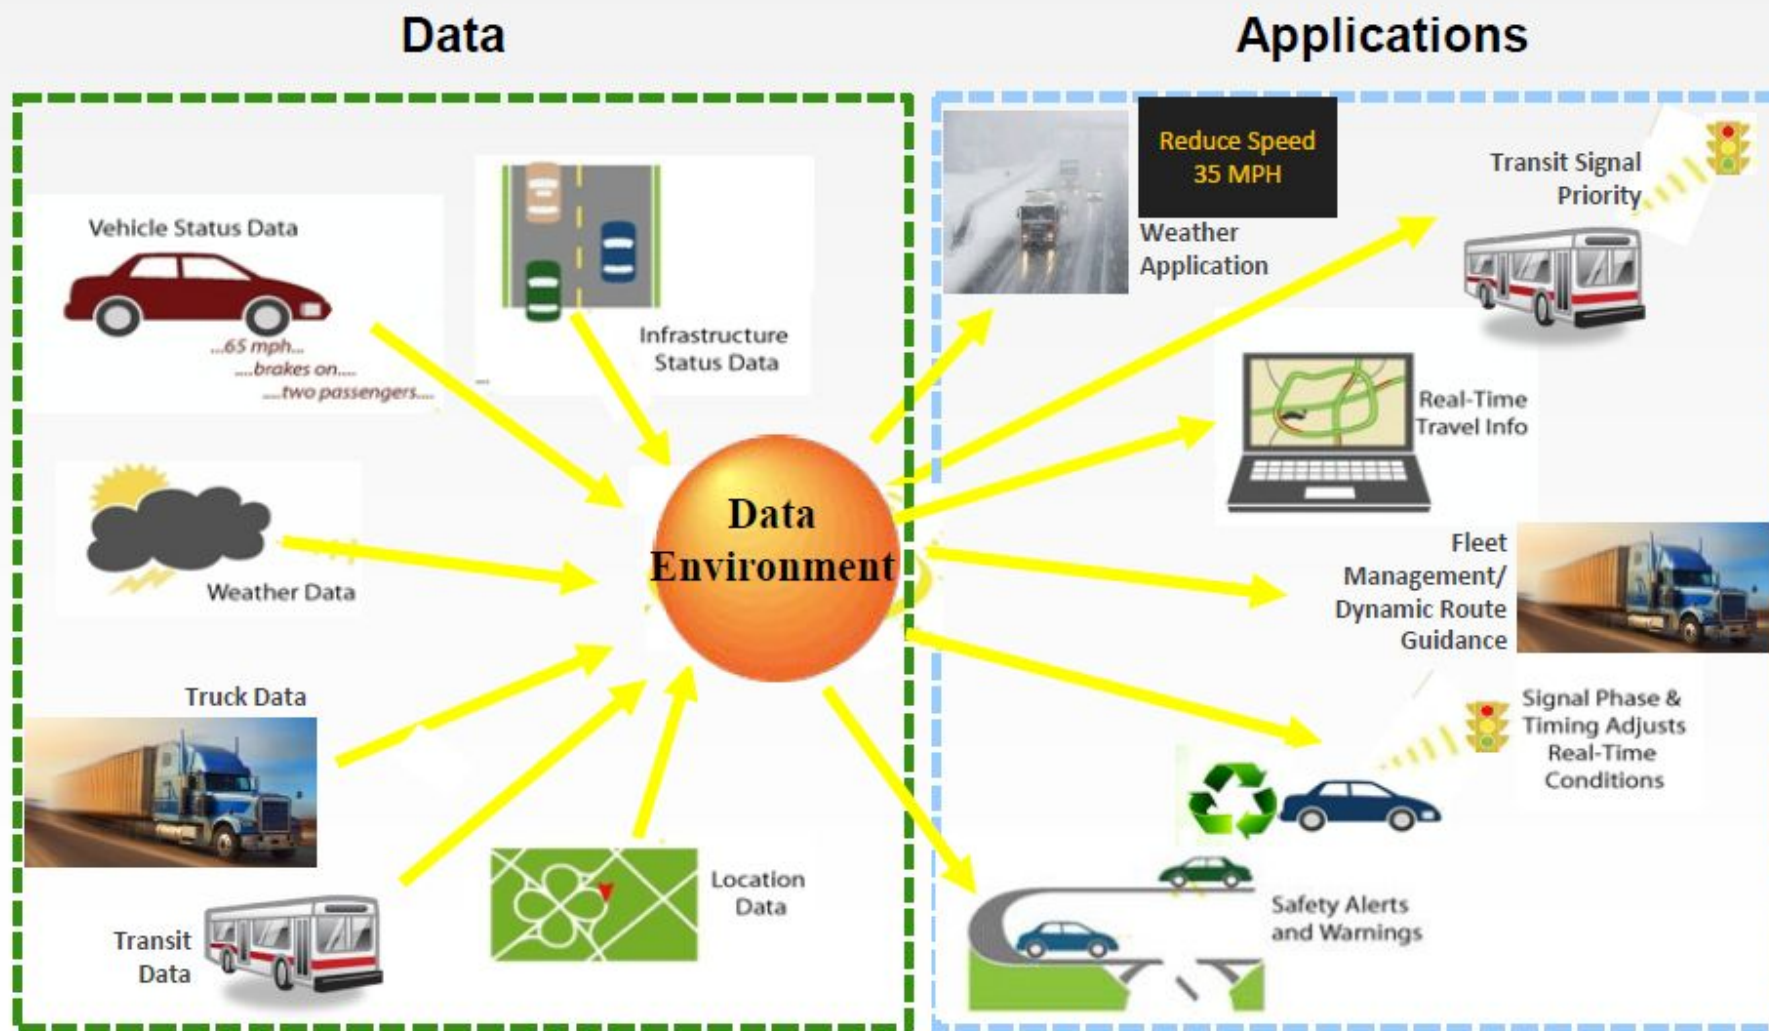 Data
Applications
Vehicle Status Data
...65 mph...
....brakes on....
....two passengers....
Infrastructure
Status Data
...
Weather Data
Truck Data
Transit
Data
Location
Data
Data
Environment
Reduce Speed
35 MPH
Weather
Application
Transit Signal
Priority
Real-Time
Travel Info
Fleet
Management/
Dynamic Route
Guidance
Signal Phase &
Timing Adjusts
Real-Time
Conditions
Safety Alerts
and Warnings